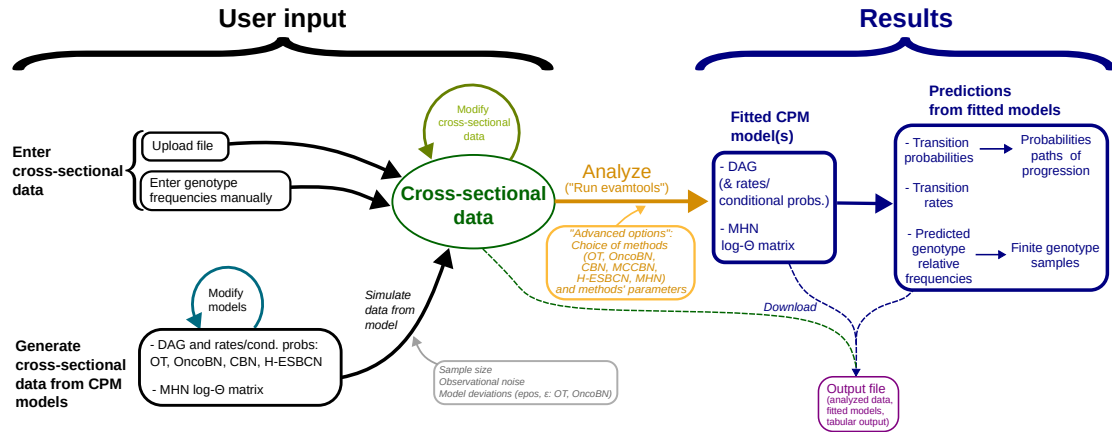 User input
Results
Enter
cross-sectional
data
Upload file
Enter genotype
frequencies manually
Modify
cross-sectional
data
Cross-sectional
data
Analyze
("Run evamtools")
"Advanced options":
Choice of methods
(OT, OncoBN,
CBN, MCCBN,
H-ESBCN, MHN)
and methods' parameters
Fitted CPM
model(s)
- DAG
(& rates/
conditional probs.)
- MHN
log-Θ matrix
Predictions
from fitted models
- Transition
probabilities
Probabilities
paths of
progression
- Transition
rates
- Predicted
genotype
relative
frequencies
Finite genotype
samples
Generate
cross-sectional
data from CPM
models
Modify
models
- DAG and rates/cond. probs:
OT, OncoBN, CBN, H-ESBCN
- MHN log-Θ matrix
Simulate
data from
model
Sample size
Observational noise
Model deviations (epos, ε: OT, OncoBN)
Download
Output file
(analyzed data,
fitted models,
tabular output)